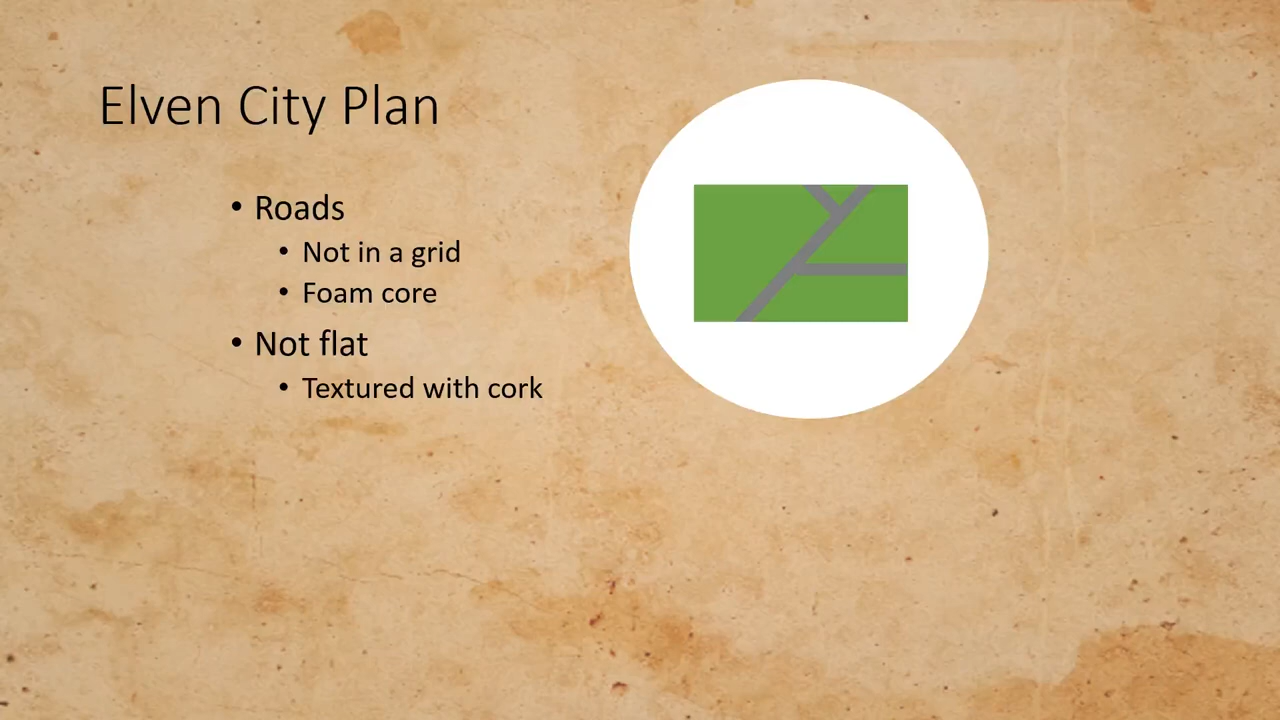 Elven City Plan
• Roads
• Not in a grid
• Foam core
• Not flat
• Textured with cork